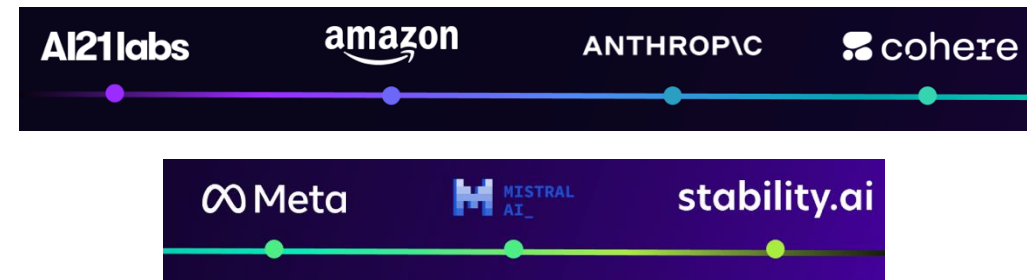 AI21labs amazon ANTHROP\C cohere
Meta MISTRAL AI_ stability.ai